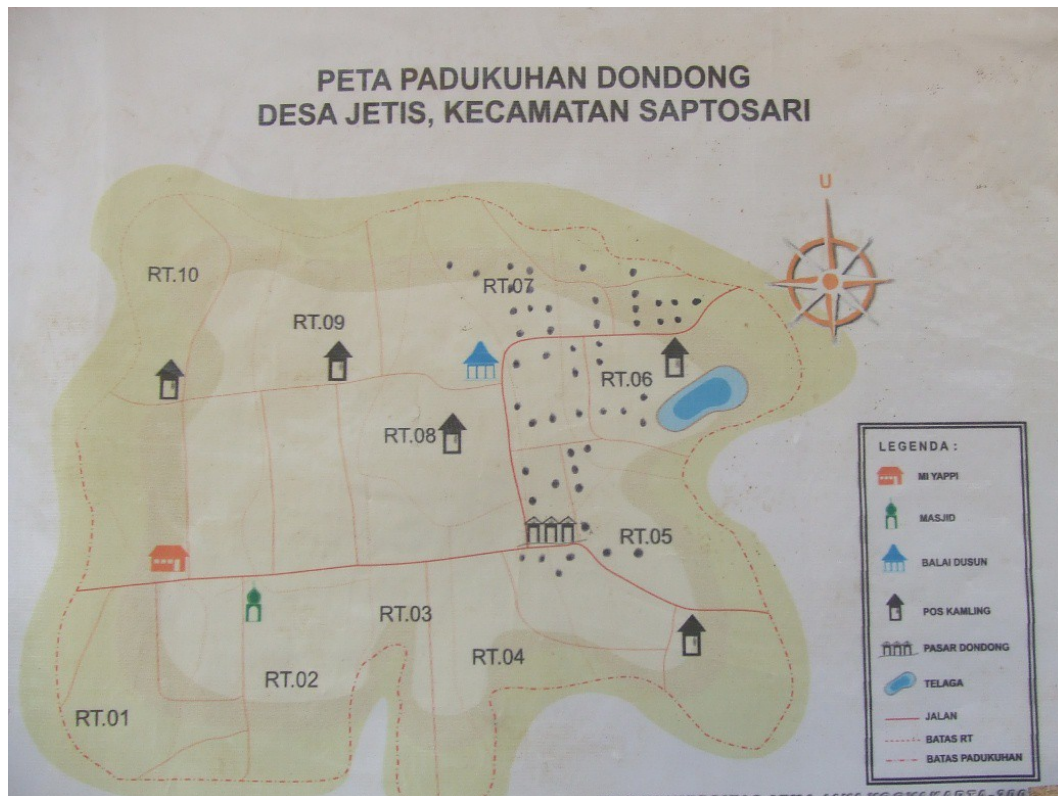 PETA PADUKUHAN DONDONG
DESA JETIS, KECAMATAN SAPTOSARI
U
RT.10
RT.07
RT.09
RT.06
RT.08
RT.05
RT.03
RT.04
RT.02
RT.01
LEGENDA :
MI YAPPI
MASJID
BALAI DUSUN
POS KAMLING
PASAR DONDONG
TELAGA
JALAN
BATAS RT
BATAS PADUKUHAN